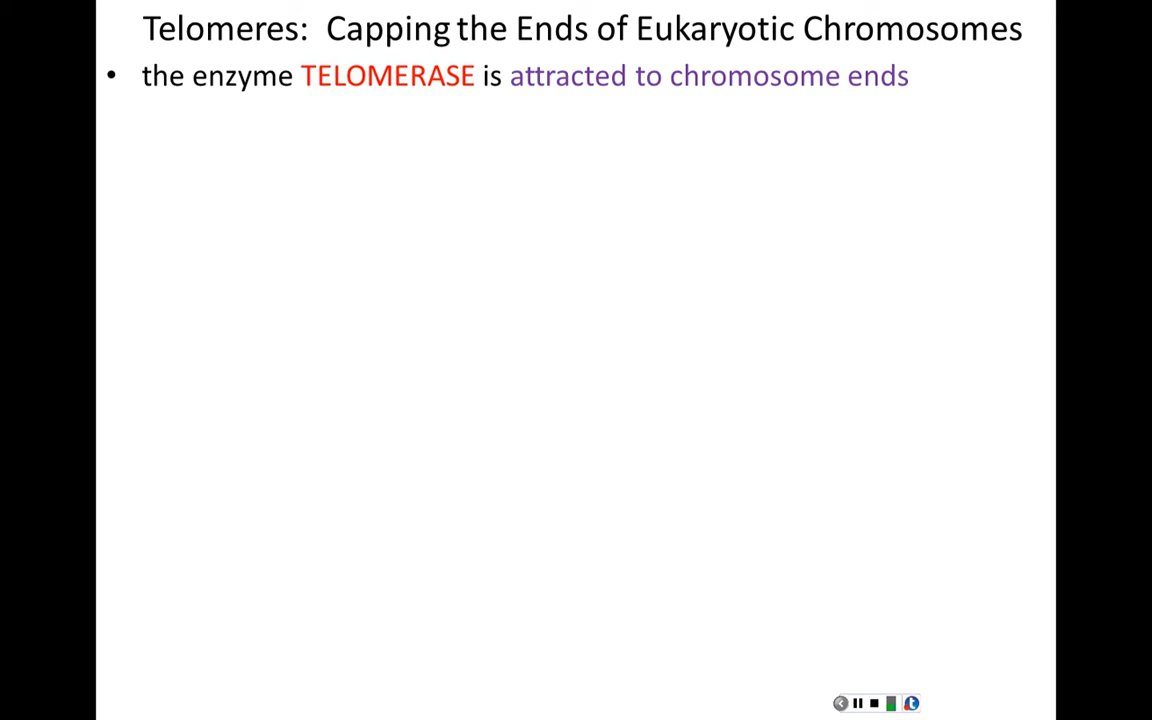 Telomeres: Capping the Ends of Eukaryotic Chromosomes
• the enzyme TELOMERASE is attracted to chromosome ends